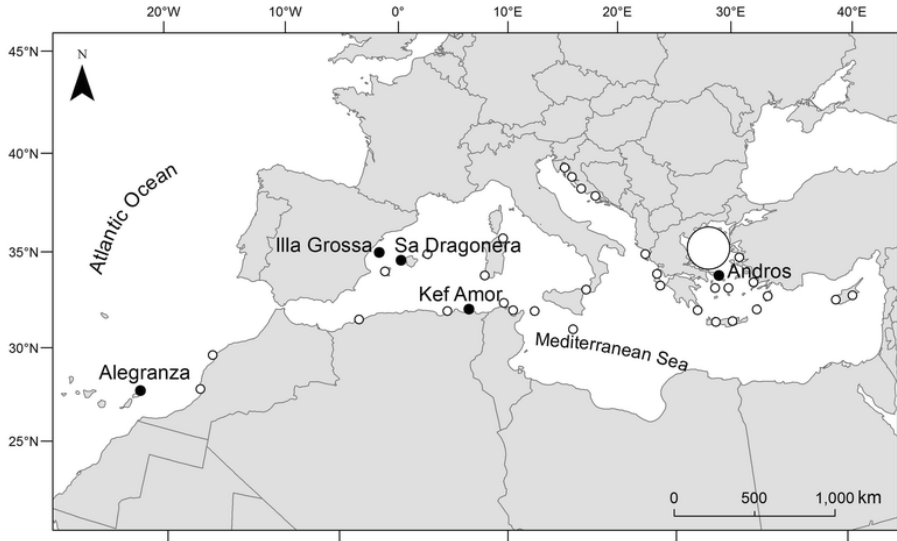 20°W 10°W 0° 10°E 20°E 30°E 40°E
45°N
N
40°N
Atlantic Ocean
35°N
Illa Grossa
Sa Dragonera
Andros
Kef Amor
30°N
Mediterranean Sea
Alegranza
25°N
0 500 1,000 km